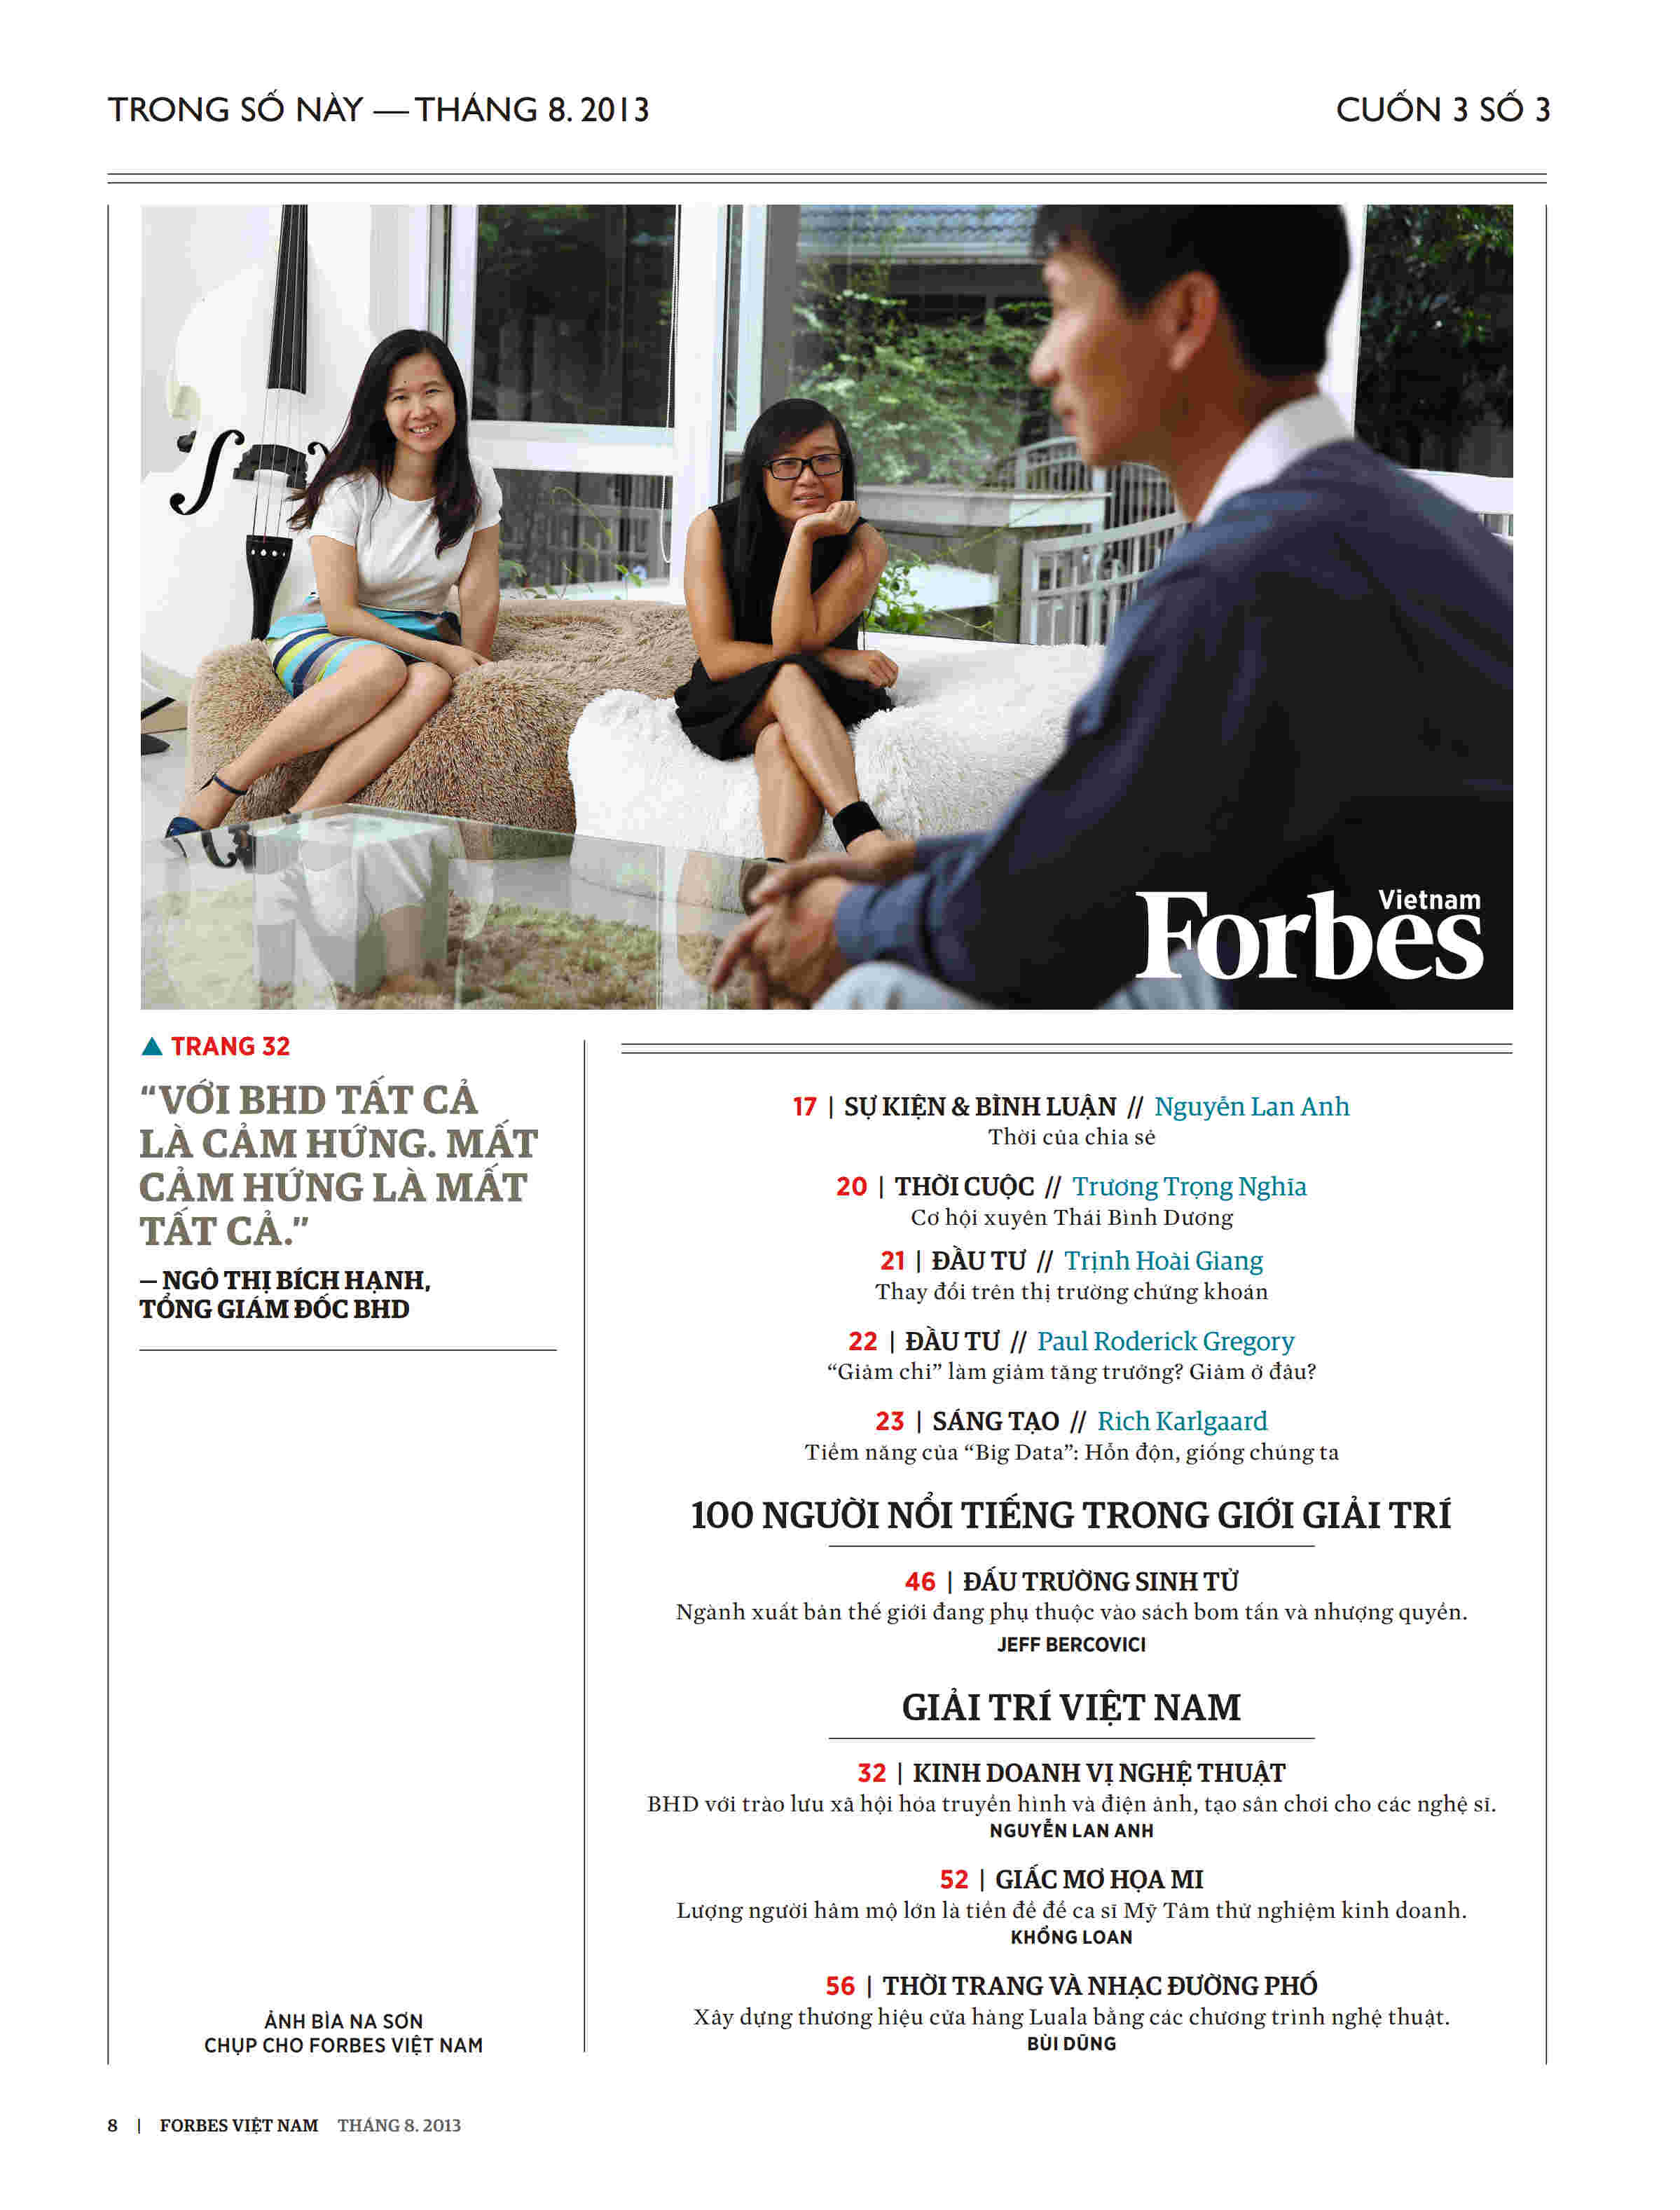 TRONG SỐ NÀY — THÁNG 8. 2013
CUỐN 3 SỐ 3
Vietnam
Forbes
▲ TRANG 32
“VỚI BHD TẤT CẢ
LÀ CẢM HỨNG. MẤT
CẢM HỨNG LÀ MẤT
TẤT CẢ.”
— NGÔ THỊ BÍCH HẠNH,
TỔNG GIÁM ĐỐC BHD
ẢNH BÌA NA SƠN
CHỤP CHO FORBES VIỆT NAM
17 | SỰ KIỆN & BÌNH LUẬN // Nguyễn Lan Anh
Thời của chia sẻ
20 | THỜI CUỘC // Trương Trọng Nghĩa
Cơ hội xuyên Thái Bình Dương
21 | ĐẦU TƯ // Trịnh Hoài Giang
Thay đổi trên thị trường chứng khoán
22 | ĐẦU TƯ // Paul Roderick Gregory
“Giảm chi” làm giảm tăng trưởng? Giảm ở đâu?
23 | SÁNG TẠO // Rich Karlgaard
Tiềm năng của “Big Data”: Hỗn độn, giống chúng ta
100 NGƯỜI NỔI TIẾNG TRONG GIỚI GIẢI TRÍ
46 | ĐẤU TRƯỜNG SINH TỬ
Ngành xuất bản thế giới đang phụ thuộc vào sách bom tấn và nhượng quyền.
JEFF BERCOVICI
GIẢI TRÍ VIỆT NAM
32 | KINH DOANH VỊ NGHỆ THUẬT
BHD với trào lưu xã hội hóa truyền hình và điện ảnh, tạo sân chơi cho các nghệ sĩ.
NGUYỄN LAN ANH
52 | GIẤC MƠ HỌA MI
Lượng người hâm mộ lớn là tiền đề để ca sĩ Mỹ Tâm thử nghiệm kinh doanh.
KHỔNG LOAN
56 | THỜI TRANG VÀ NHẠC ĐƯỜNG PHỐ
Xây dựng thương hiệu cửa hàng Luala bằng các chương trình nghệ thuật.
BÙI DŨNG
8 | FORBES VIỆT NAM THÁNG 8. 2013